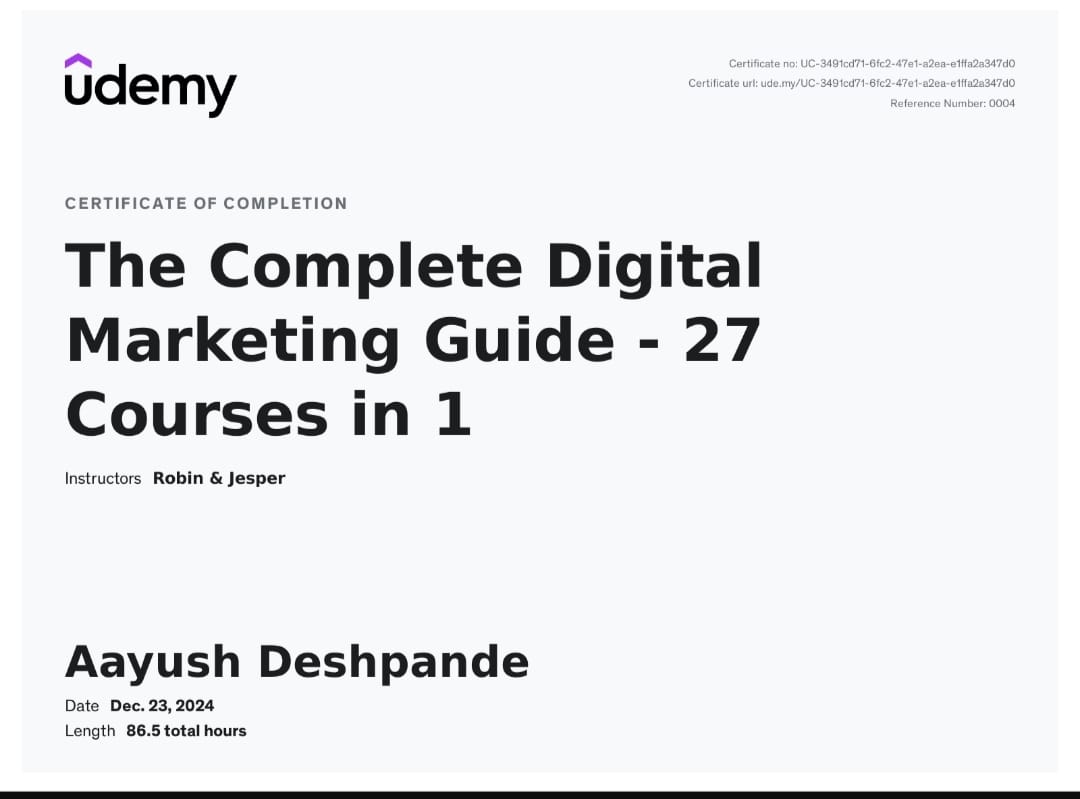 udemy
Certificate no: UC-3491cd71-6fc2-47e1-a2ea-e1ffa2a347d0
Certificate url: ude.my/UC-3491cd71-6fc2-47e1-a2ea-e1ffa2a347d0
Reference Number: 0004
CERTIFICATE OF COMPLETION
The Complete Digital
Marketing Guide - 27
Courses in 1
Instructors Robin & Jesper
Aayush Deshpande
Date Dec. 23, 2024
Length 86.5 total hours